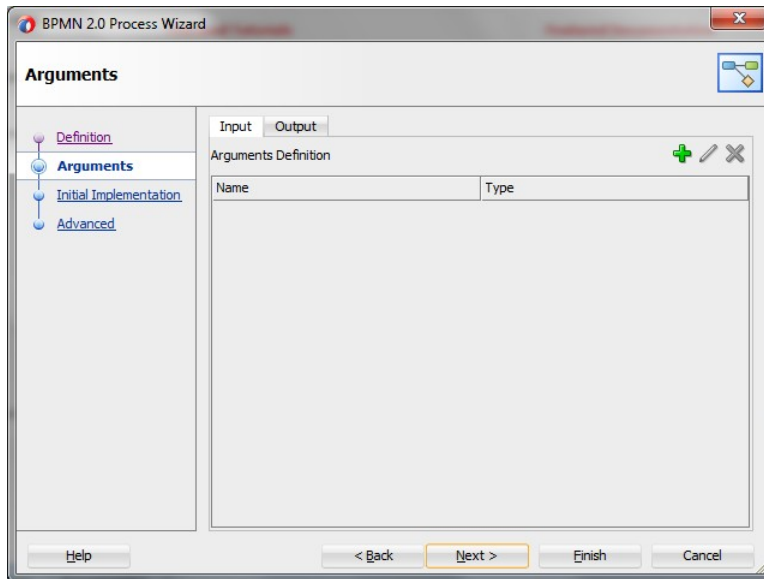 BPMN 2.0 Process Wizard
Arguments
Definition
Arguments
Initial Implementation
Advanced
Input Output
Arguments Definition
Name Type
Help < Back Next > Finish Cancel